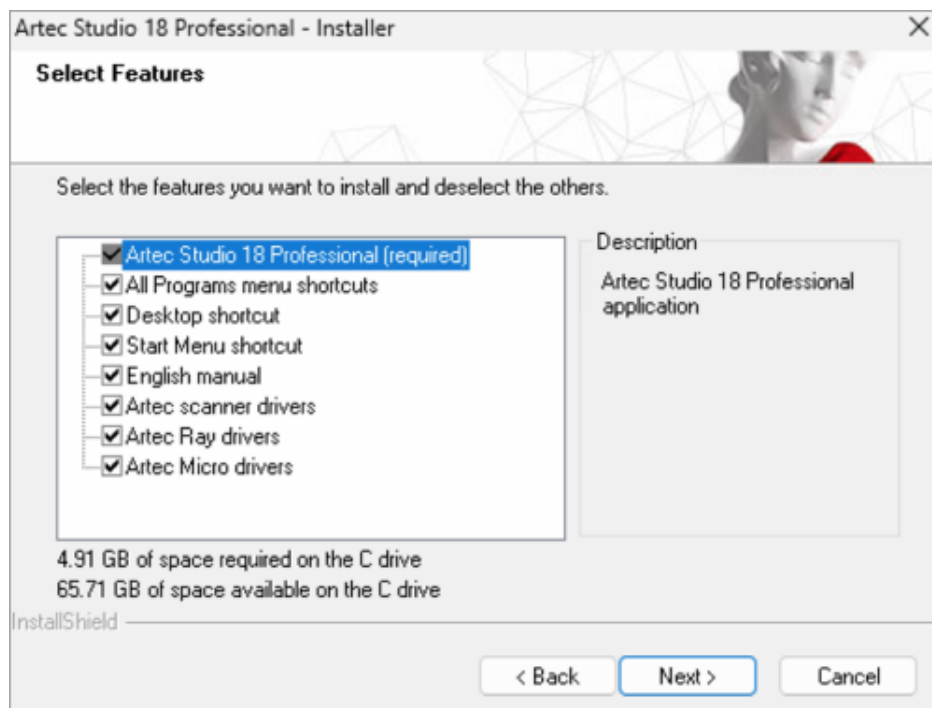 Artec Studio 18 Professional - Installer
Select Features
Select the features you want to install and deselect the others.
Artec Studio 18 Professional (required)
All Programs menu shortcuts
Desktop shortcut
Start Menu shortcut
English manual
Artec scanner drivers
Artec Ray drivers
Artec Micro drivers
Description
Artec Studio 18 Professional
application
4.91 GB of space required on the C drive
65.71 GB of space available on the C drive
InstallShield
< Back
Next >
Cancel